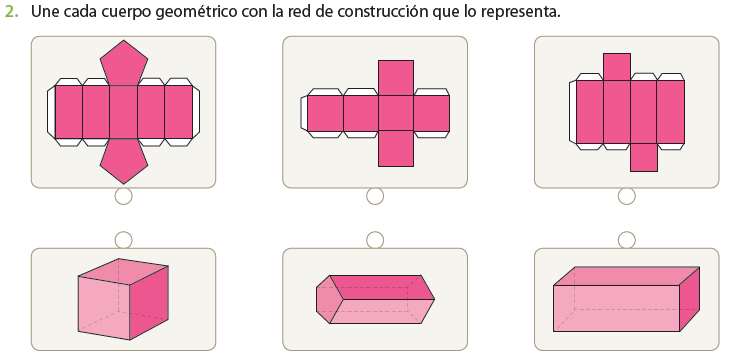 2. Une cada cuerpo geométrico con la red de construcción que lo representa.